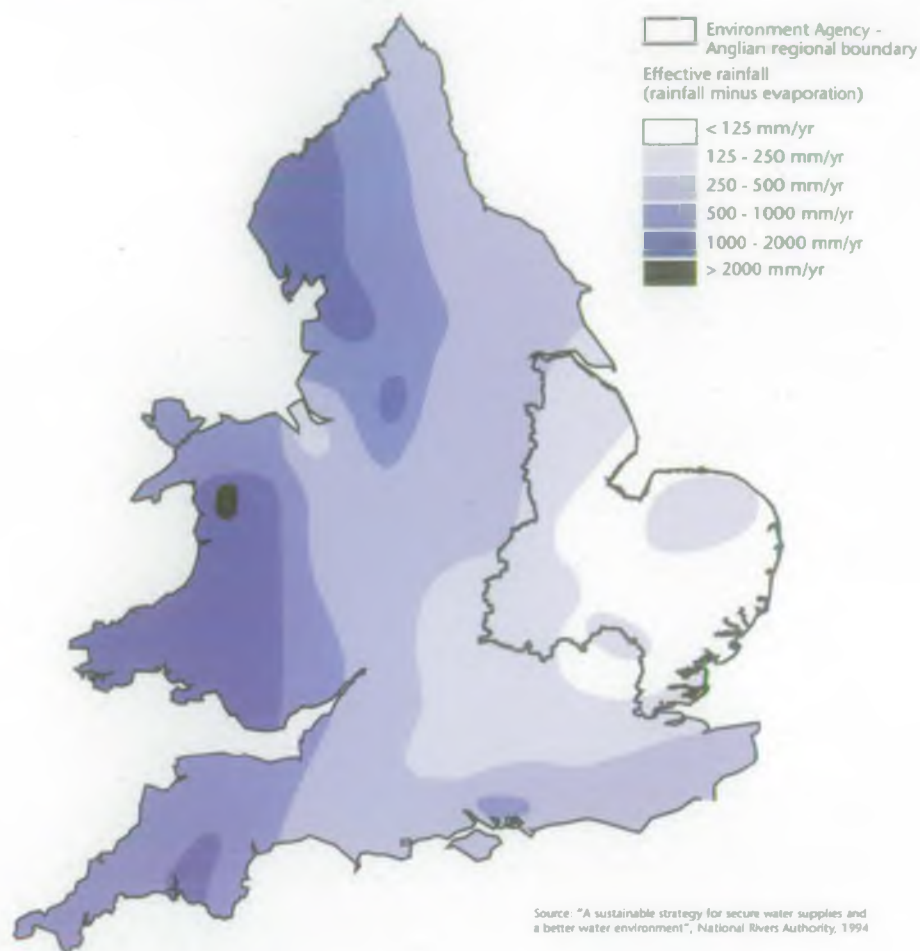 Environment Agency -
Anglian regional boundary
Effective rainfall
(rainfall minus evaporation)
< 125 mm/yr
125 - 250 mm/yr
250 - 500 mm/yr
500 - 1000 mm/yr
1000 - 2000 mm/yr
> 2000 mm/yr
Source: "A sustainable strategy for secure water supplies and
a better water environment", National Rivers Authority, 1994